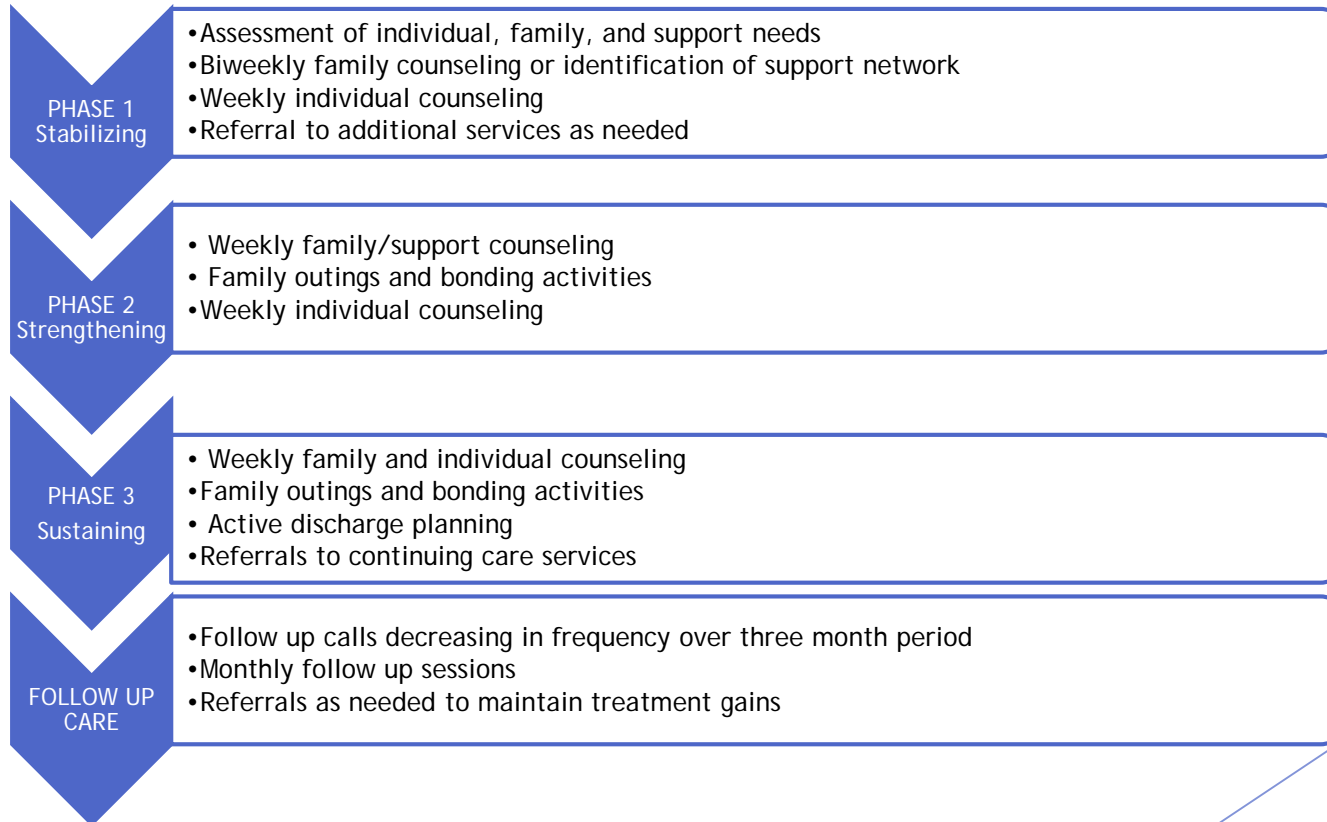 PHASE 1
Stabilizing
•Assessment of individual, family, and support needs
•Biweekly family counseling or identification of support network
•Weekly individual counseling
•Referral to additional services as needed
PHASE 2
Strengthening
• Weekly family/support counseling
• Family outings and bonding activities
•Weekly individual counseling
PHASE 3
Sustaining
• Weekly family and individual counseling
•Family outings and bonding activities
• Active discharge planning
•Referrals to continuing care services
FOLLOW UP
CARE
•Follow up calls decreasing in frequency over three month period
•Monthly follow up sessions
•Referrals as needed to maintain treatment gains